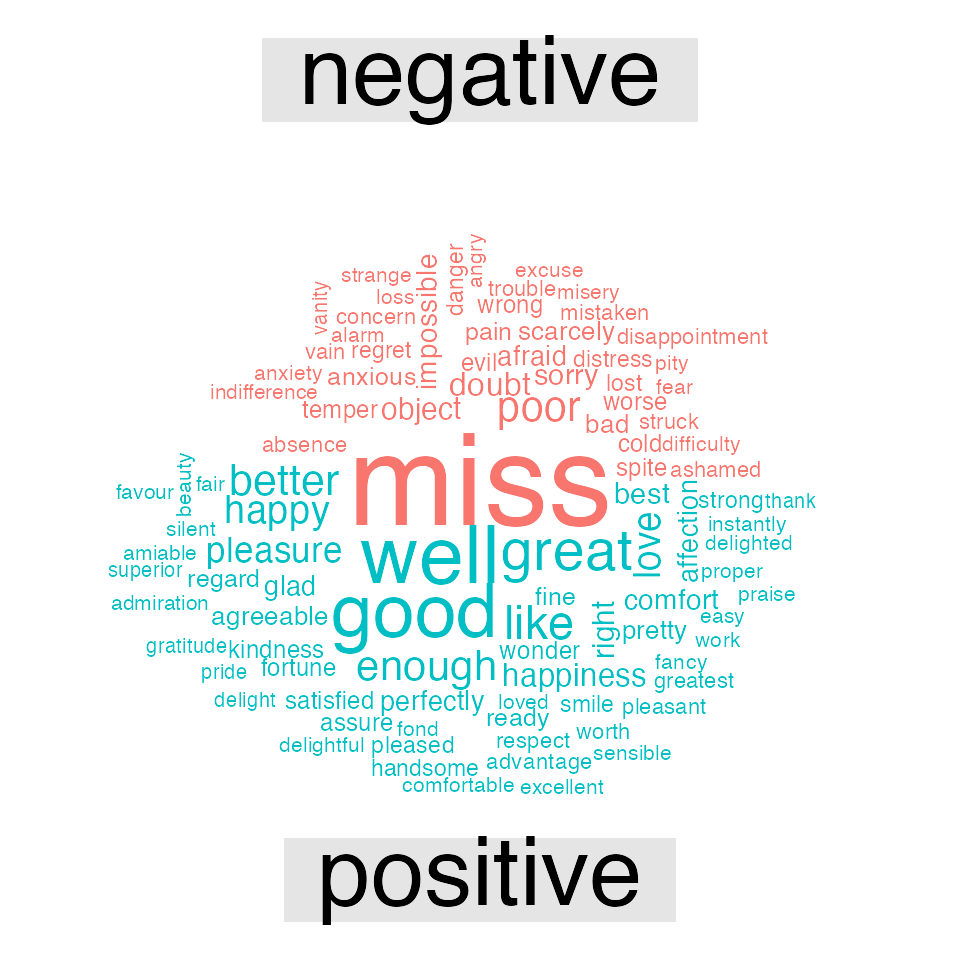 negative
angry
danger
impossible
excuse
strange
trouble
misery
loss
vanity
wrong
mistaken
concern
pain
scarcely
disappointment
alarm
vain
regret
evil
afraid
distress
pity
anxiety
anxious
doubt
sorry
lost
fear
indifference
temper
object
poor
worse
bad
struck
absence
cold
difficulty
miss
spite
ashamed
beauty
favour
fair
better
best
affection
strong
thank
happy
love
silent
instantly
amiable
pleasure
well
great
delighted
superior
regard
glad
proper
admiration
agreeable
good
like
fine
right
comfort
praise
easy
pretty
work
gratitude
kindness
wonder
pride
fortune
enough
happiness
fancy
greatest
delight
satisfied
perfectly
loved
smile
pleasant
assure
fond
ready
worth
delightful
pleased
respect
sensible
handsome
advantage
comfortable
excellent
positive